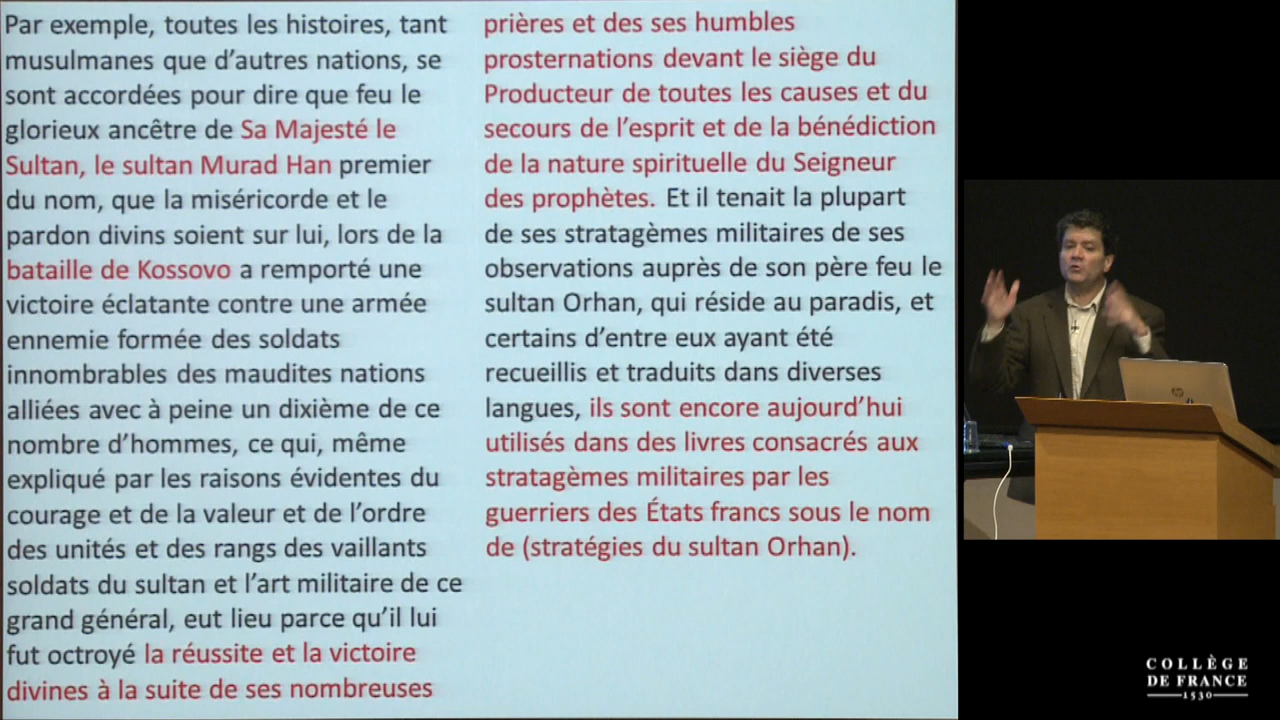 Par exemple, toutes les histoires, tant
musulmanes que d'autres nations, se
sont accordées pour dire que feu le
glorieux ancêtre de Sa Majesté le
Sultan, le sultan Murad Han premier
du nom, que la miséricorde et le
pardon divins soient sur lui, lors de la
bataille de Kossovo a remporté une
victoire éclatante contre une armée
ennemie formée des soldats
innombrables des maudites nations
alliées avec à peine un dixième de ce
nombre d'hommes, ce qui, même
expliqué par les raisons évidentes du
courage et de la valeur et de l'ordre
des unités et des rangs des vaillants
soldats du sultan et l'art militaire de ce
grand général, eut lieu parce qu'il lui
fut octroyé la réussite et la victoire
divines à la suite de ses nombreuses
prières et des ses humbles
prosternations devant le siège du
Producteur de toutes les causes et du
secours de l'esprit et de la bénédiction
de la nature spirituelle du Seigneur
des prophètes. Et il tenait la plupart
de ses stratagèmes militaires de ses
observations auprès de son père feu le
sultan Orhan, qui réside au paradis, et
certains d'entre eux ayant été
recueillis et traduits dans diverses
langues, ils sont encore aujourd'hui
utilisés dans des livres consacrés aux
stratagèmes militaires par les
guerriers des États francs sous le nom
de (stratégies du sultan Orhan).
hp
COLLÈGE
DE FRANCE
1530